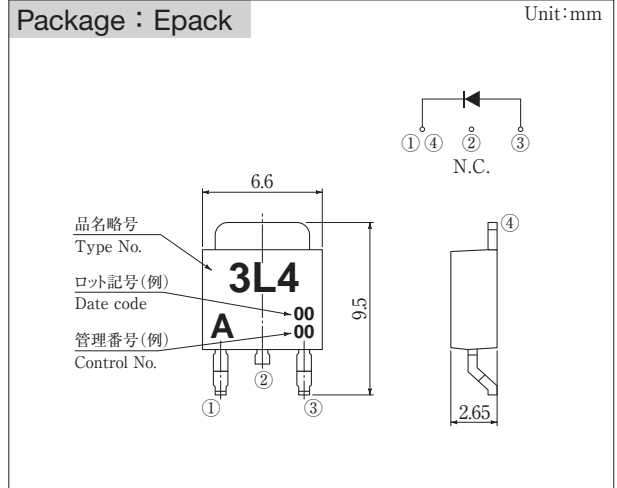 Package：Epack
Unit:mm
① ④ ② ③
N.C.
6.6
品名略号
Type No.
3L4
ロット記号(例)
Date code
00
A
00
管理番号(例)
Control No.
9.5
① ② ③
④
2.65